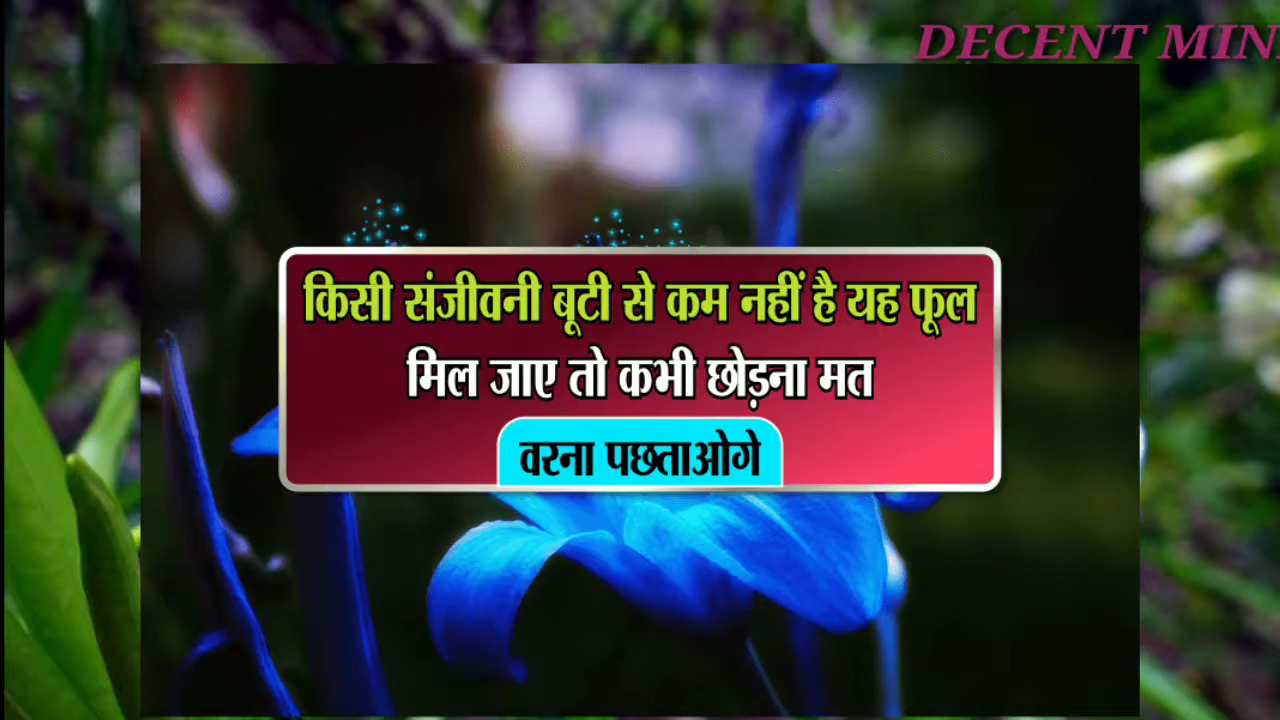 DECENT MIN
किसी संजीवनी बूटी से कम नहीं है यह फूल
मिल जाए तो कभी छोड़ना मत
वरना पछताओगे